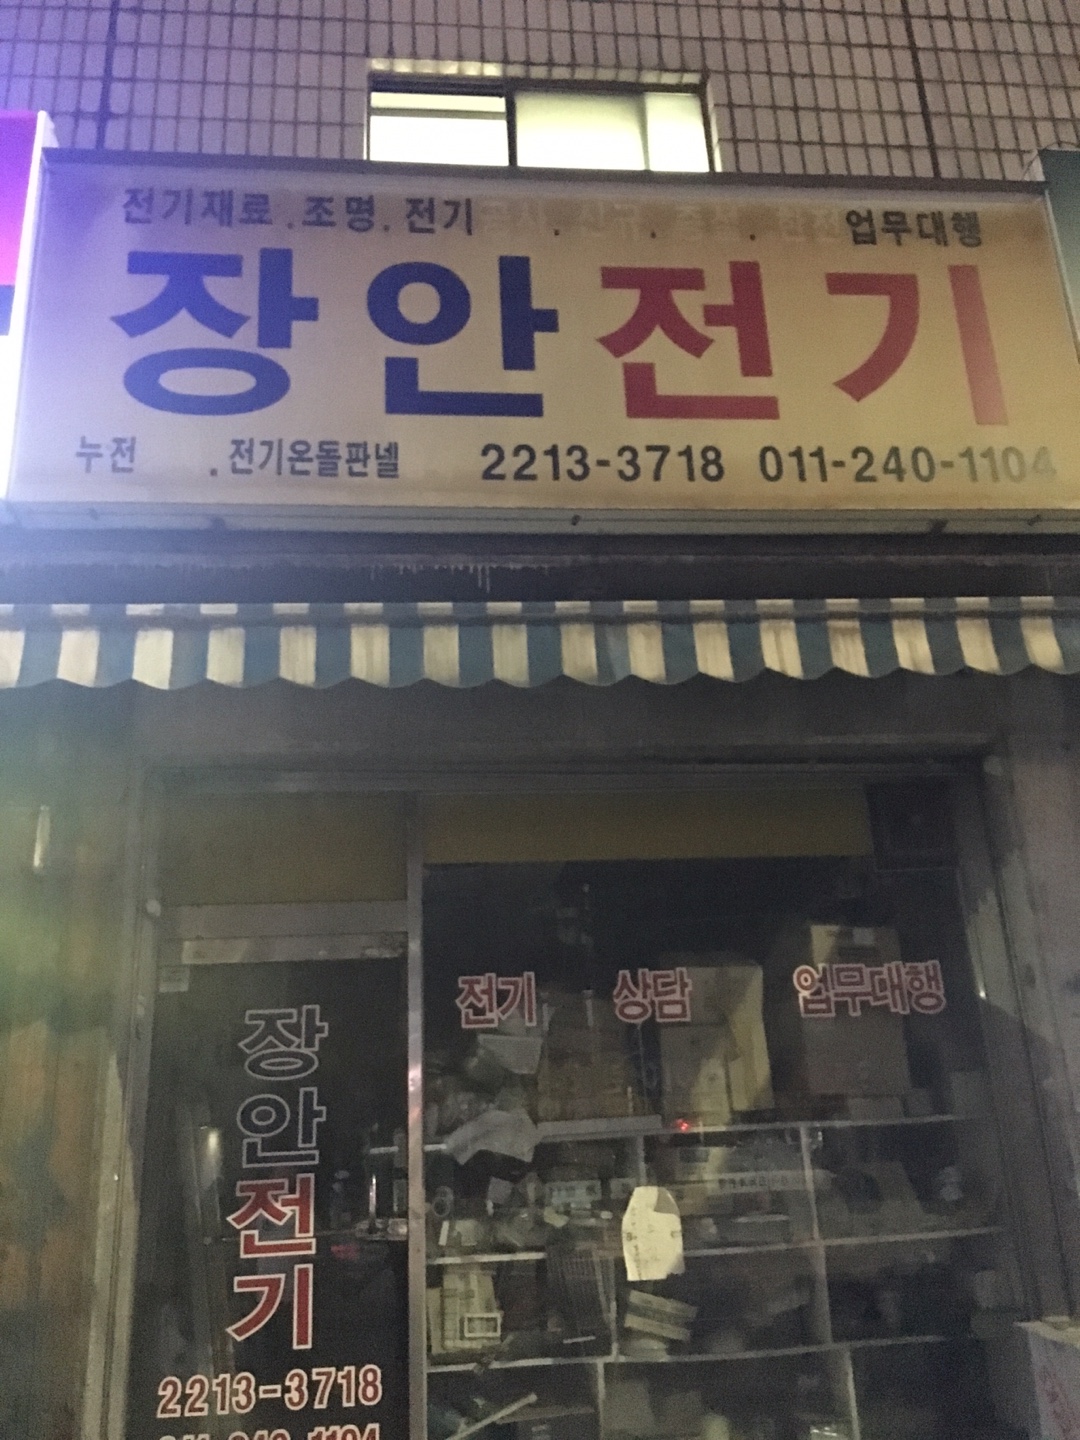 전기재료.조명.전기 . . . 업무대행
장안전기
누전 .전기온돌판넬 2213-3718 011-240-1104
전기 상담 업무대행
장안전기
2213-3718